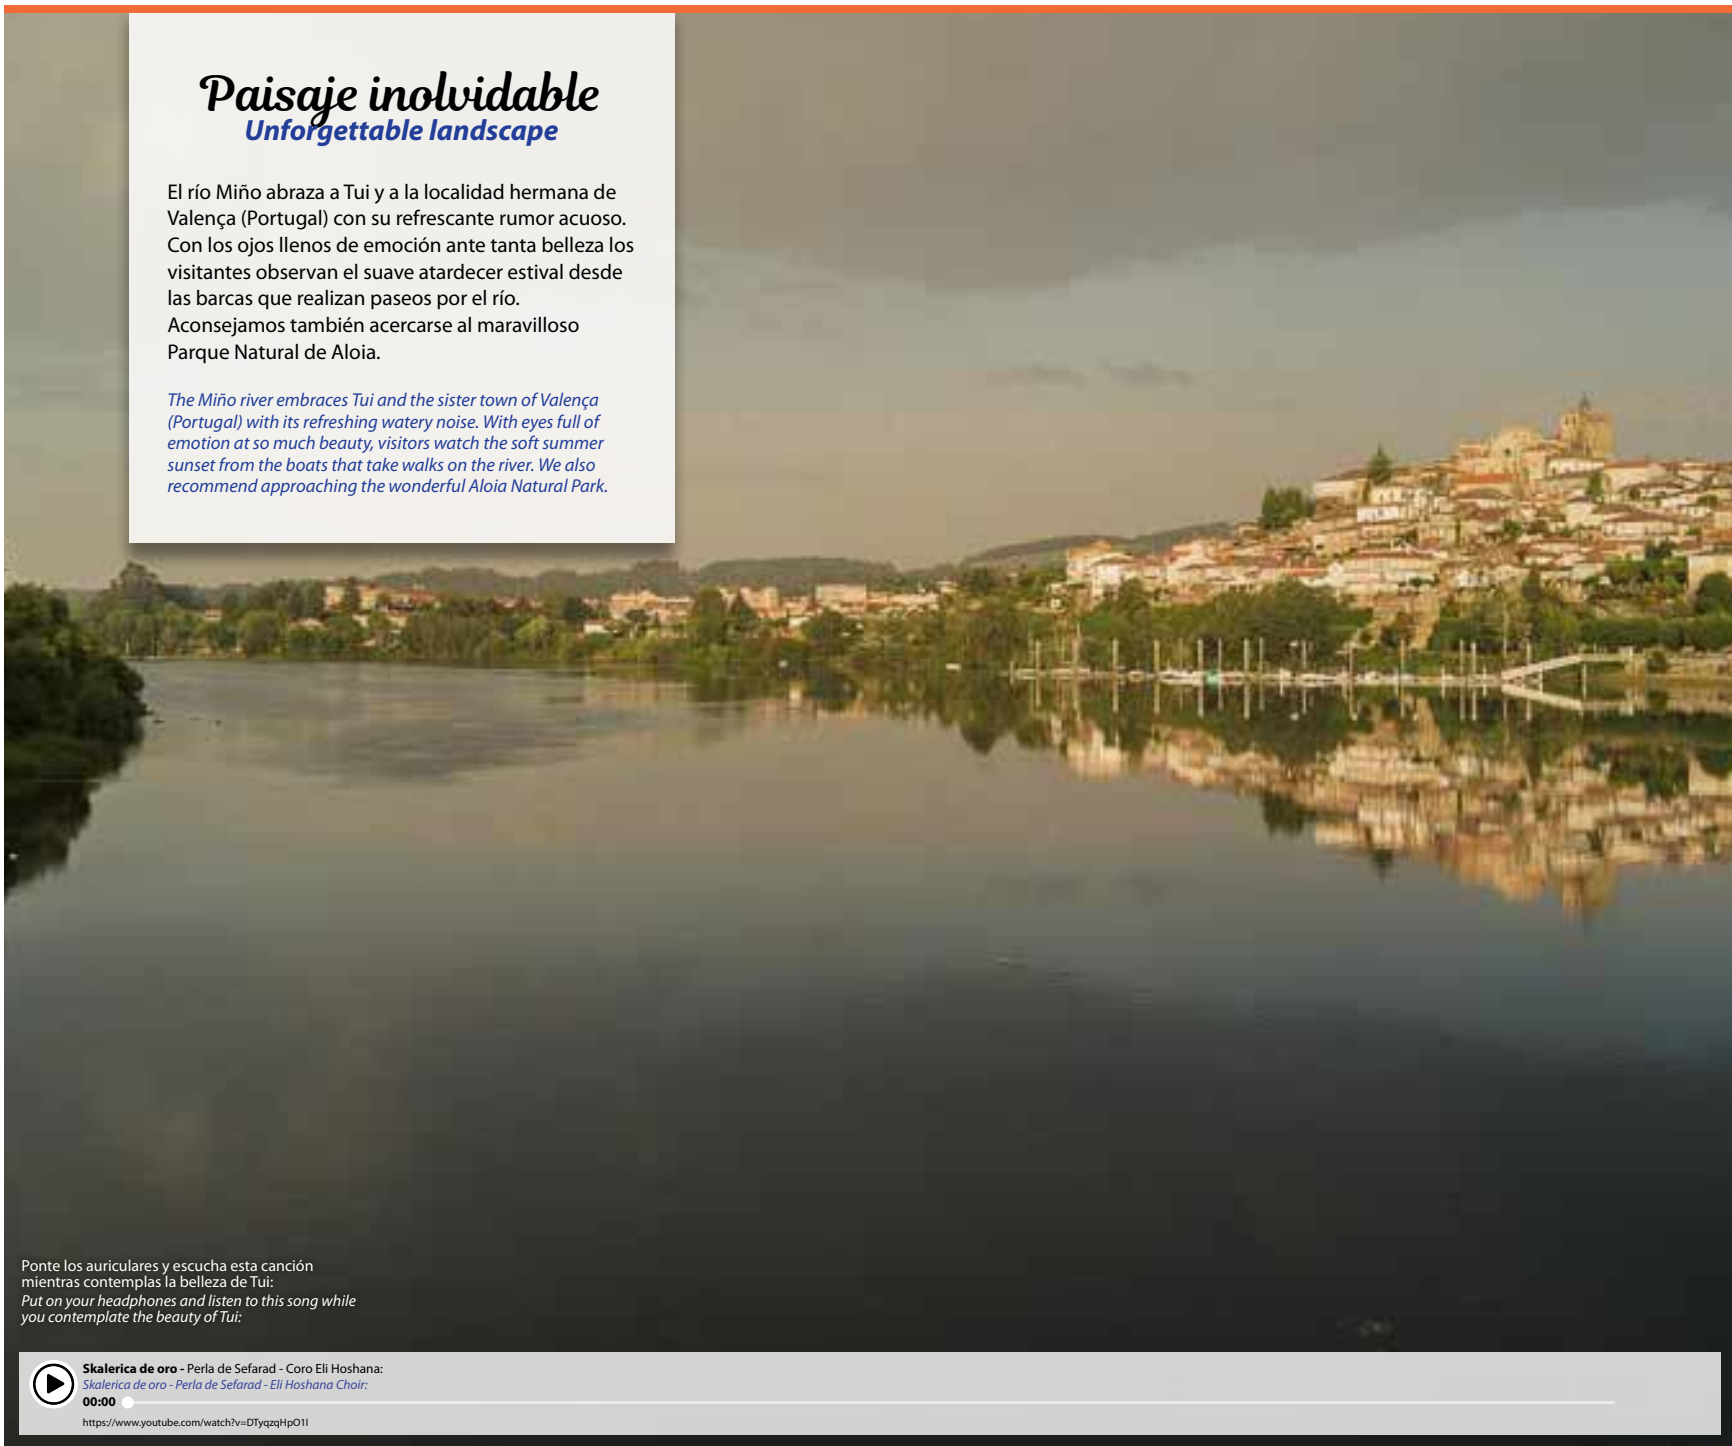 Paisaje inolvidable
Unforgettable landscape
El río Miño abraza a Tui y a la localidad hermana de
Valença (Portugal) con su refrescante rumor acuoso.
Con los ojos llenos de emoción ante tanta belleza los
visitantes observan el suave atardecer estival desde
las barcas que realizan paseos por el río.
Aconsejamos también acercarse al maravilloso
Parque Natural de Aloia.
The Miño river embraces Tui and the sister town of Valença
(Portugal) with its refreshing watery noise. With eyes full of
emotion at so much beauty, visitors watch the soft summer
sunset from the boats that take walks on the river. We also
recommend approaching the wonderful Aloia Natural Park.
Ponte los auriculares y escucha esta canción
mientras contemplas la belleza de Tui:
Put on your headphones and listen to this song while
you contemplate the beauty of Tui:
Skalerica de oro - Perla de Sefarad - Coro Eli Hoshana:
Skalerica de oro - Perla de Sefarad - Eli Hoshana Choir:
00:00
https://www.youtube.com/watch?v=DTyqzqHpO1I